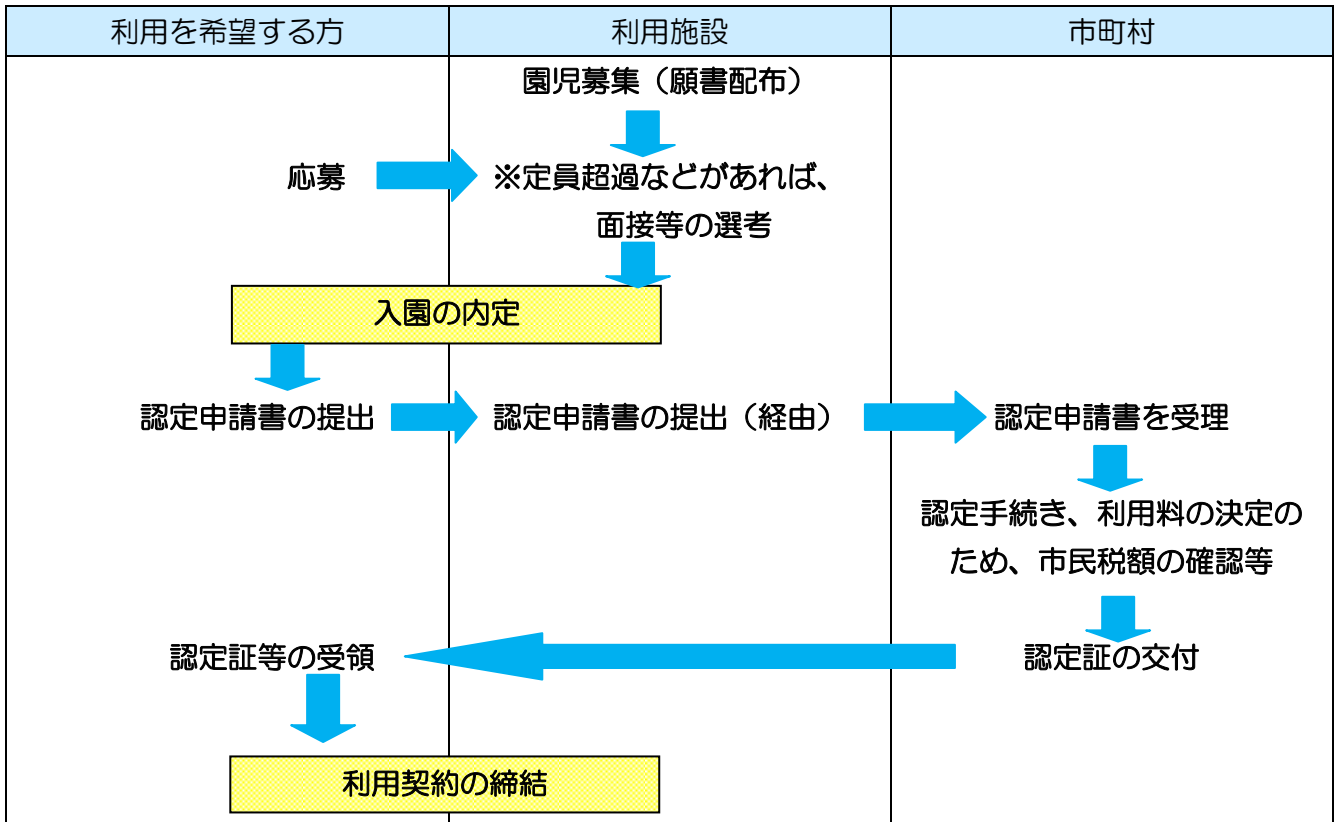 利用を希望する方
利用施設
市町村
園児募集（願書配布）
応募
※定員超過などがあれば、
面接等の選考
入園の内定
認定申請書の提出
認定申請書の提出（経由）
認定申請書を受理
認定手続き、利用料の決定の
ため、市民税額の確認等
認定証等の受領
認定証の交付
利用契約の締結